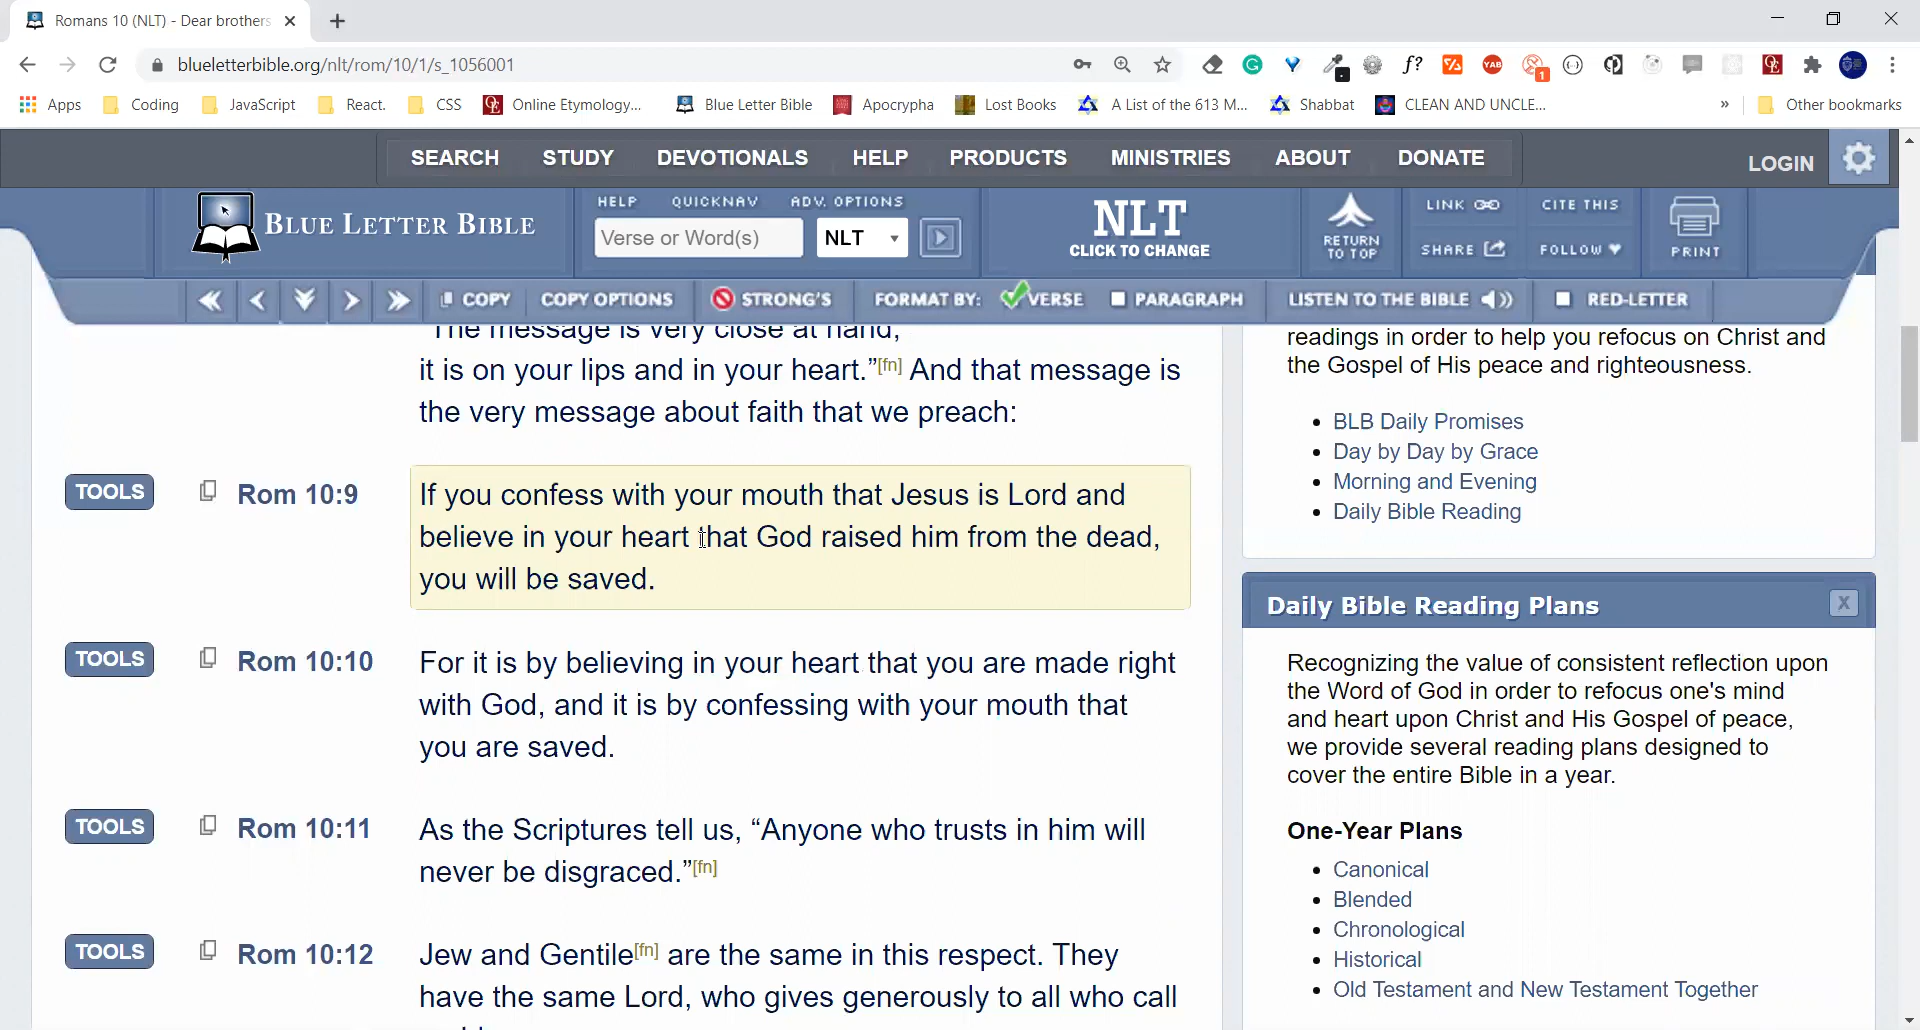 Romans 10 (NLT) - Dear brothers
blueletterbible.org/nlt/rom/10/1/s_1056001
f?
YAB
1
OE
Apps
Coding
JavaScript
React.
CSS
OE
Online Etymology...
Blue Letter Bible
Apocrypha
Lost Books
A List of the 613 M...
Shabbat
CLEAN AND UNCLE...
»
Other bookmarks
SEARCH STUDY DEVOTIONALS HELP PRODUCTS MINISTRIES ABOUT DONATE
LOGIN
BLUE LETTER BIBLE
HELP QUICKNAV ADV. OPTIONS
Verse or Word(s)
NLT
NLT
CLICK TO CHANGE
RETURN
TO TOP
LINK
CITE THIS
SHARE
FOLLOW
PRINT
COPY COPY OPTIONS STRONG'S FORMAT BY: VERSE PARAGRAPH LISTEN TO THE BIBLE RED-LETTER
"The message is very close at hand,
it is on your lips and in your heart.”[fn] And that message is
the very message about faith that we preach:
TOOLS
Rom 10:9
If you confess with your mouth that Jesus is Lord and
believe in your heart that God raised him from the dead,
you will be saved.
TOOLS
Rom 10:10
For it is by believing in your heart that you are made right
with God, and it is by confessing with your mouth that
you are saved.
TOOLS
Rom 10:11
As the Scriptures tell us, “Anyone who trusts in him will
never be disgraced.”[fn]
TOOLS
Rom 10:12
Jew and Gentile[fn] are the same in this respect. They
have the same Lord, who gives generously to all who call
readings in order to help you refocus on Christ and
the Gospel of His peace and righteousness.
• BLB Daily Promises
• Day by Day by Grace
• Morning and Evening
• Daily Bible Reading
Daily Bible Reading Plans
X
Recognizing the value of consistent reflection upon
the Word of God in order to refocus one's mind
and heart upon Christ and His Gospel of peace,
we provide several reading plans designed to
cover the entire Bible in a year.
One-Year Plans
• Canonical
• Blended
• Chronological
• Historical
• Old Testament and New Testament Together